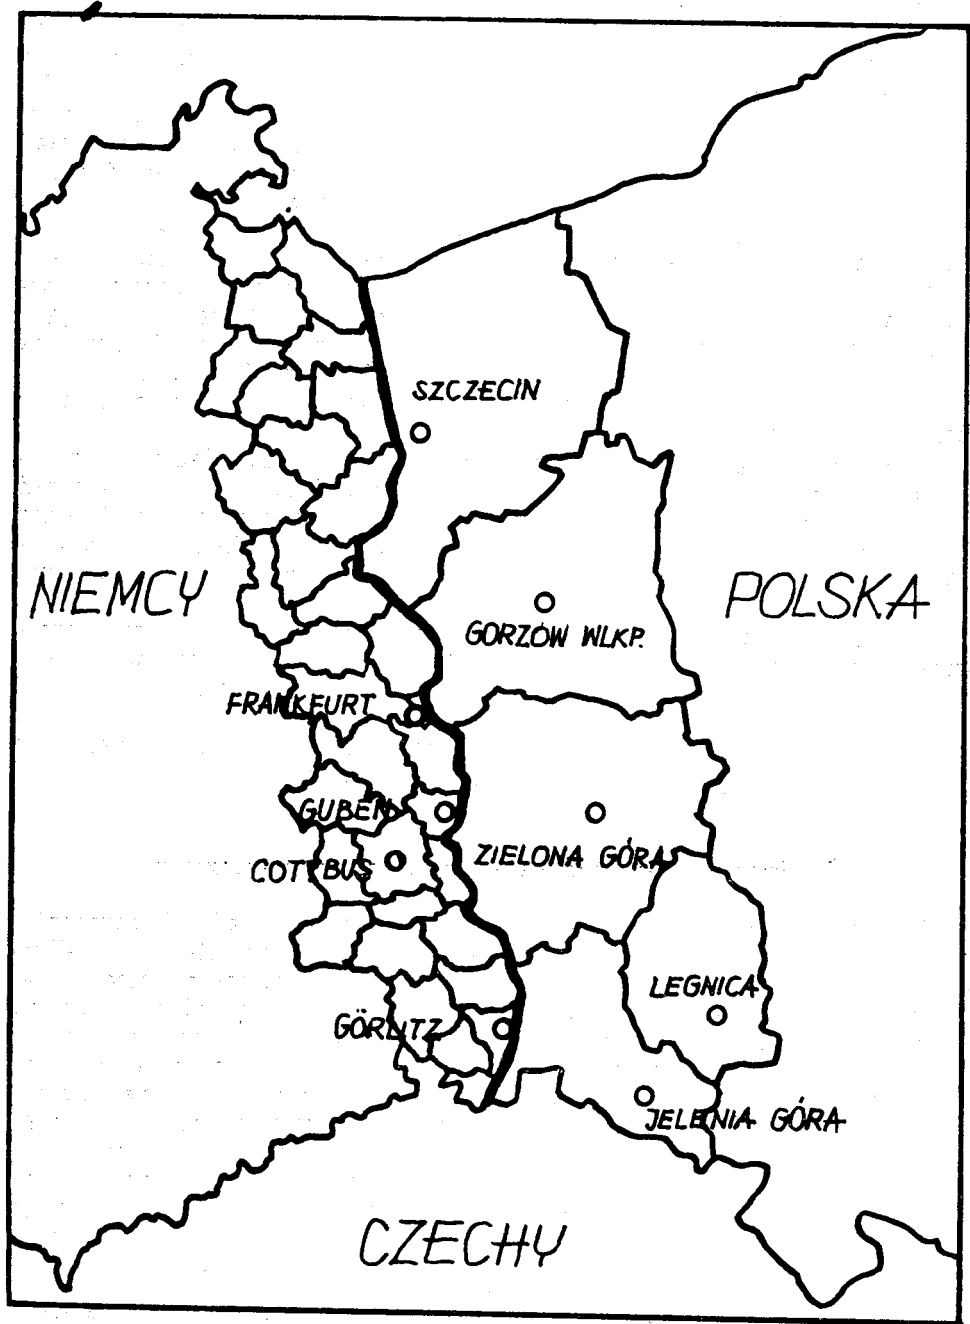 SZCZECIN
NIEMCY
POLSKA
GORZÓW WLKP.
FRANKFURT
GUBEN
COTTBUS
ZIELONA GÓRA
LEGNICA
GÖRLITZ
JELENIA GÓRA
CZECHY